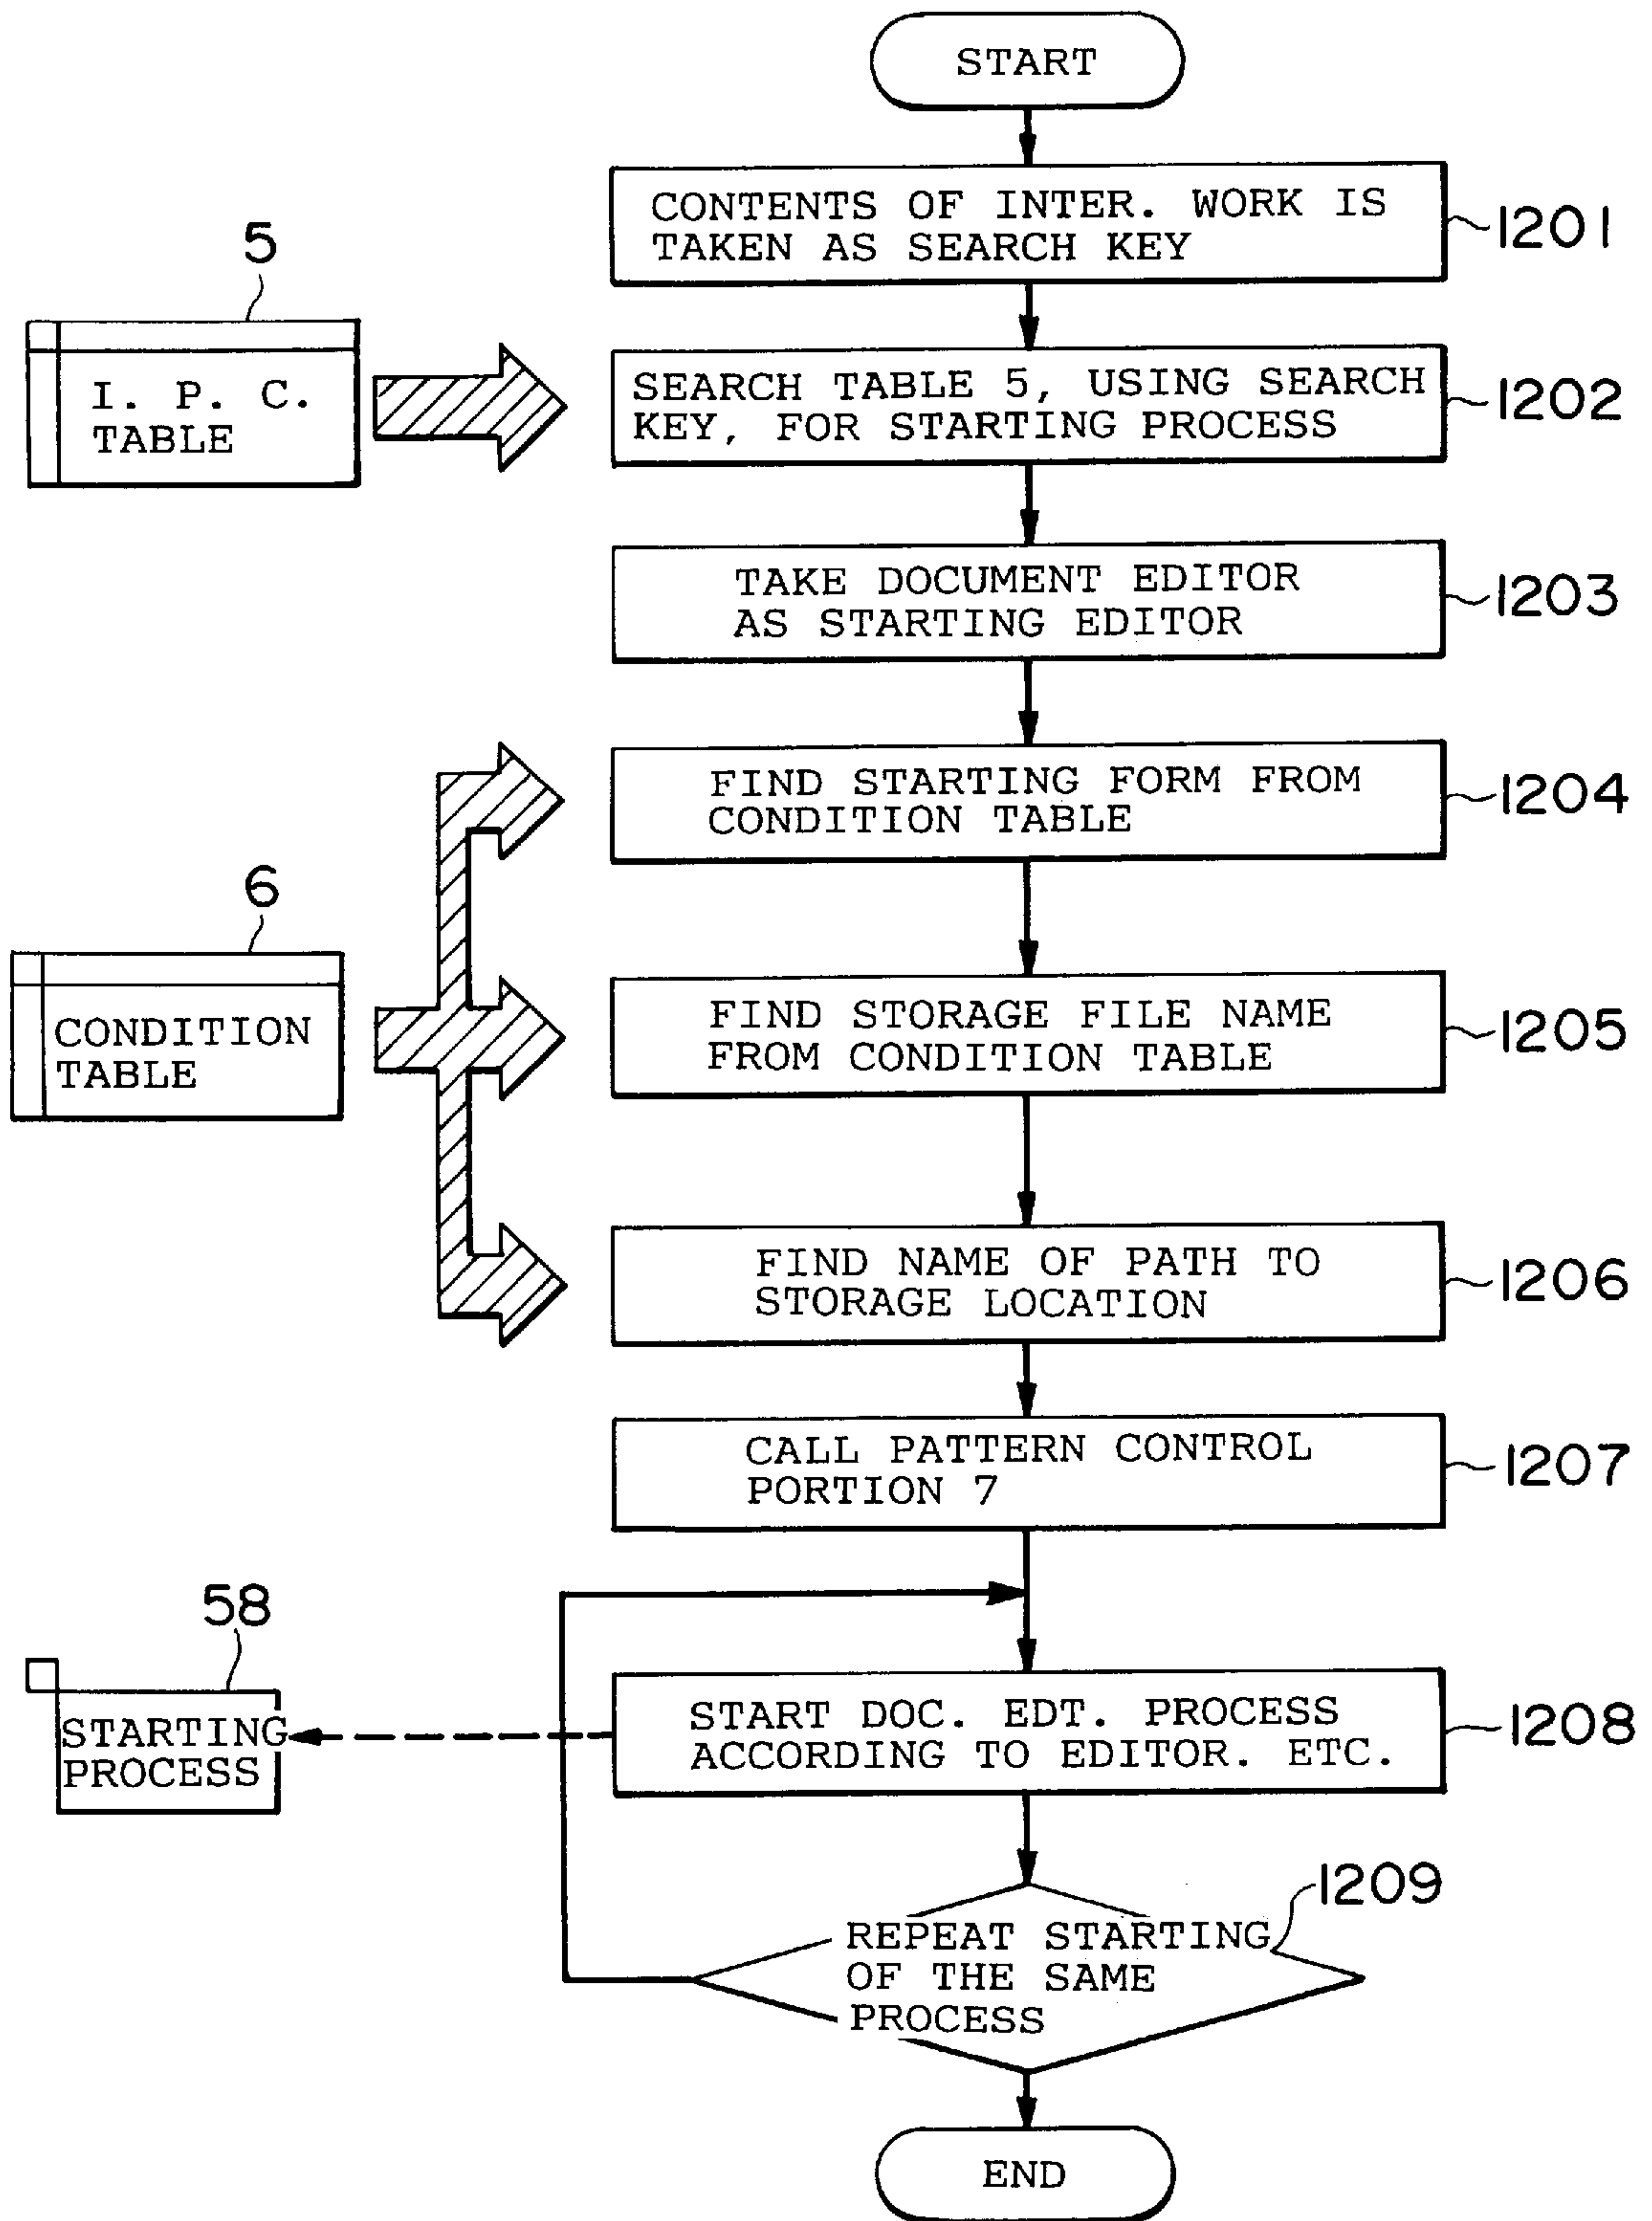 START
CONTENTS OF INTER. WORK IS
TAKEN AS SEARCH KEY
1201
5
I. P. C.
TABLE
SEARCH TABLE 5, USING SEARCH
KEY, FOR STARTING PROCESS
1202
TAKE DOCUMENT EDITOR
AS STARTING EDITOR
1203
FIND STARTING FORM FROM
CONDITION TABLE
1204
6
CONDITION
TABLE
FIND STORAGE FILE NAME
FROM CONDITION TABLE
1205
FIND NAME OF PATH TO
STORAGE LOCATION
1206
CALL PATTERN CONTROL
PORTION 7
1207
58
STARTING
PROCESS
START DOC. EDT. PROCESS
ACCORDING TO EDITOR. ETC.
1208
1209
REPEAT STARTING
OF THE SAME
PROCESS
END